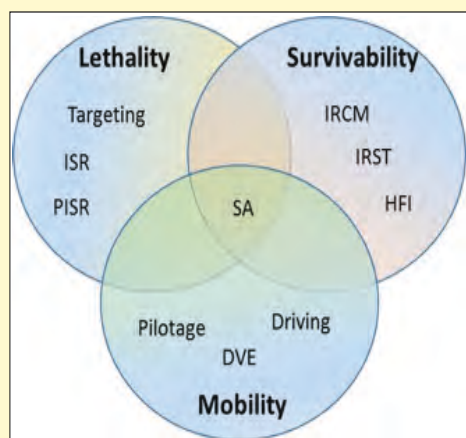 Lethality
Survivability
Targeting
IRCM
ISR
IRST
PISR
SA
HFI
Pilotage
Driving
DVE
Mobility